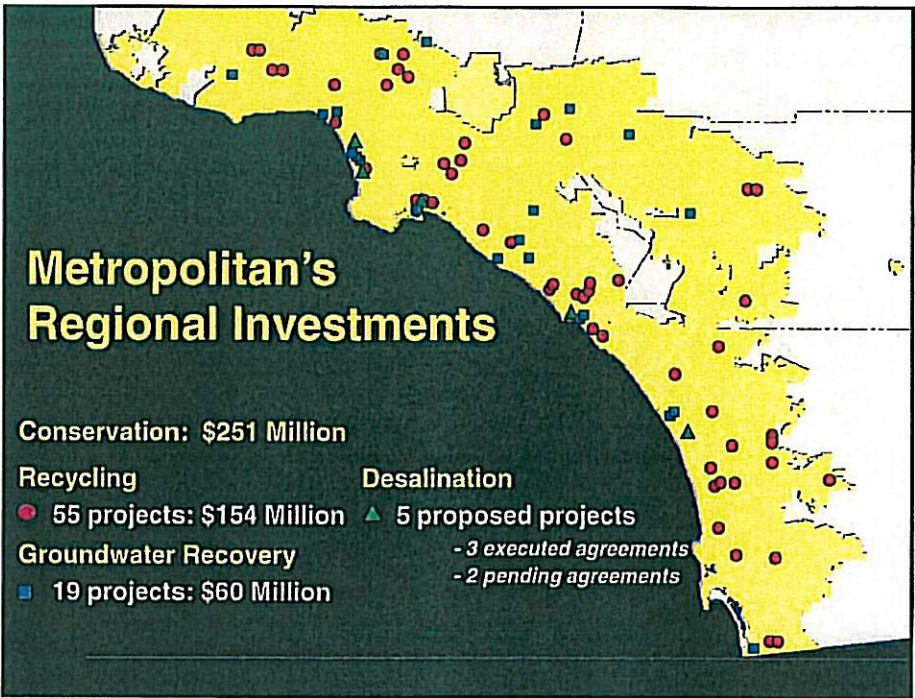 Metropolitan's
Regional Investments
Conservation: $251 Million
Recycling
55 projects: $154 Million
Groundwater Recovery
19 projects: $60 Million
Desalination
5 proposed projects
- 3 executed agreements
- 2 pending agreements